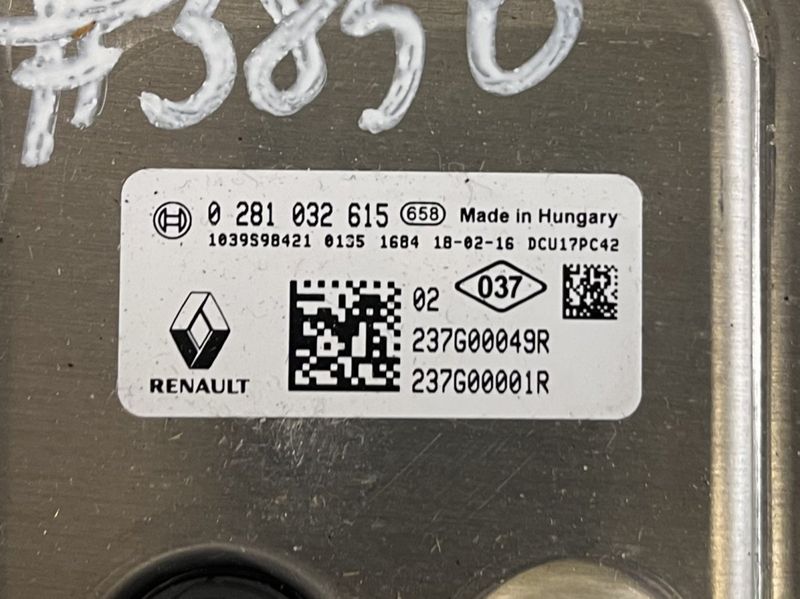 #3850
0 281 032 615 658 Made in Hungary
1039S98421 0135 1684 18-02-16 DCU17PC42
037
02
237G00049R
RENAULT 237G00001R